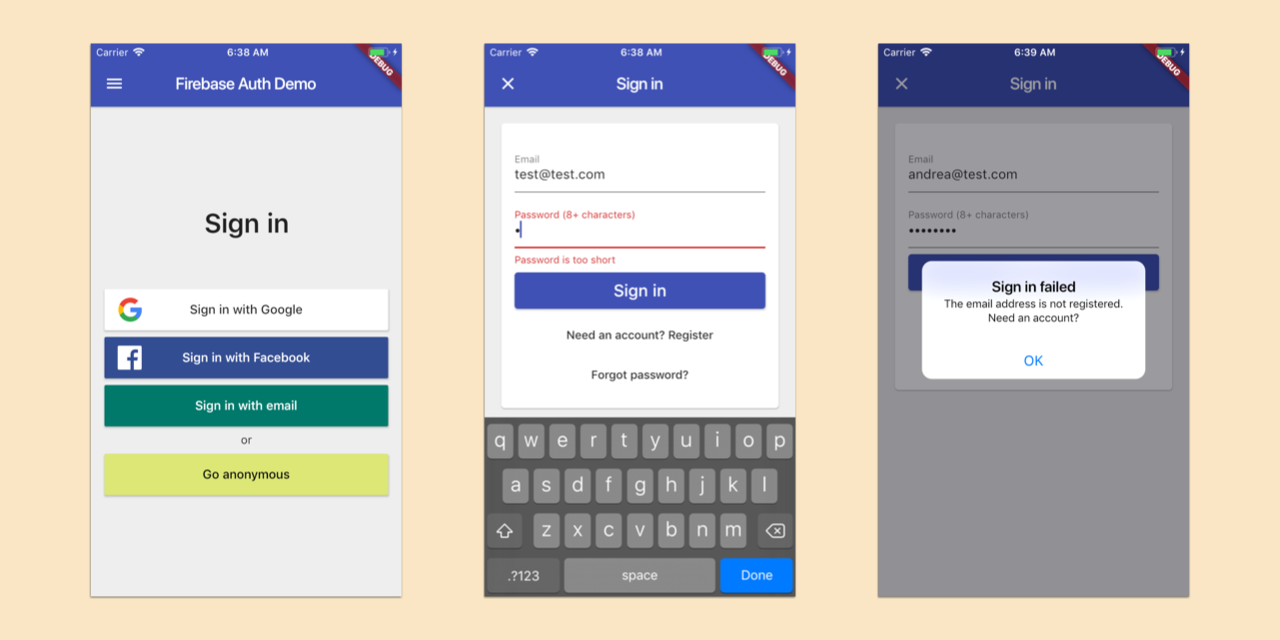 Carrier 6:38 AM
DEBUG
Firebase Auth Demo
Sign in
Sign in with Google
Sign in with Facebook
Sign in with email
or
Go anonymous
Carrier 6:38 AM
DEBUG
Sign in
Email
test@test.com
Password (8+ characters)
•
Password is too short
Sign in
Need an account? Register
Forgot password?
q w e r t y u i o p
a s d f g h j k l
z x c v b n m
.?123 space Done
Carrier 6:39 AM
DEBUG
Sign in
Email
andrea@test.com
Password (8+ characters)
••••••••
Sign in failed
The email address is not registered.
Need an account?
OK